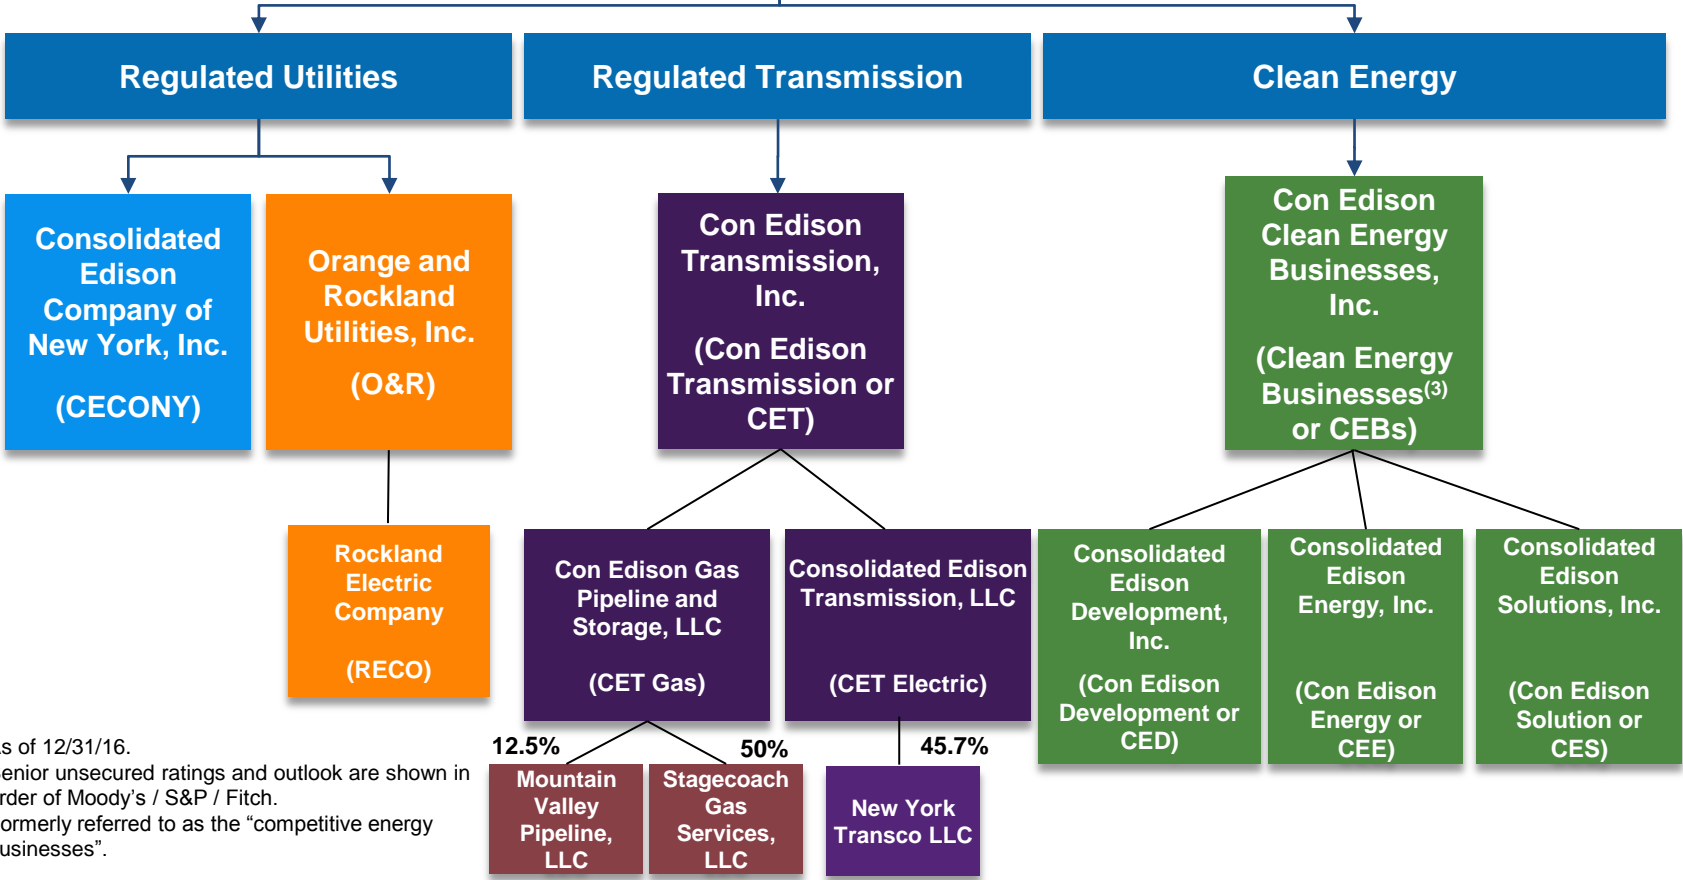 Regulated Utilities
Regulated Transmission
Clean Energy
Consolidated
Edison
Company of
New York, Inc.
(CECONY)
Orange and
Rockland
Utilities, Inc.
(O&R)
Con Edison
Transmission,
Inc.
(Con Edison
Transmission or
CET)
Con Edison
Clean Energy
Businesses,
Inc.
(Clean Energy
Businesses(3)
or CEBs)
Rockland
Electric
Company
(RECO)
Con Edison Gas
Pipeline and
Storage, LLC
(CET Gas)
Consolidated Edison
Transmission, LLC
(CET Electric)
Consolidated
Edison
Development,
Inc.
(Con Edison
Development or
CED)
Consolidated
Edison
Energy, Inc.
(Con Edison
Energy or
CEE)
Consolidated
Edison
Solutions, Inc.
(Con Edison
Solution or
CES)
12.5%
50%
45.7%
Mountain
Valley
Pipeline,
LLC
Stagecoach
Gas
Services,
LLC
New York
Transco LLC
of 12/31/16.
unsecured ratings and outlook are shown in
of Moody's / S&P / Fitch.
referred to as the “competitive energy